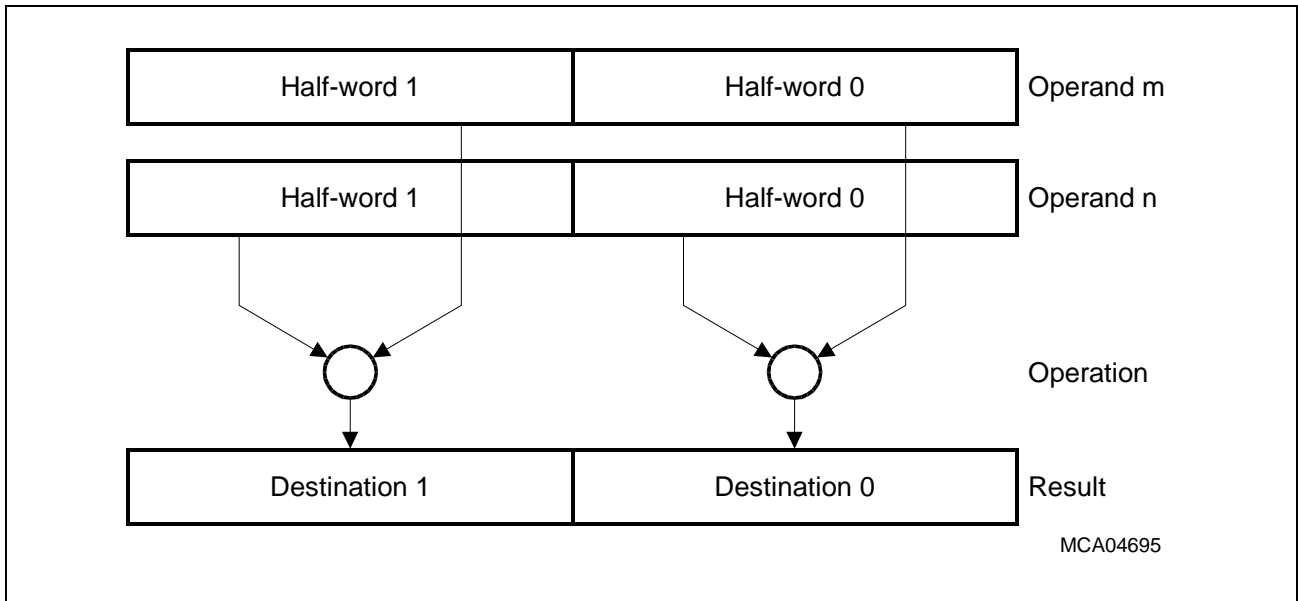 Half-word 1 Half-word 0 Operand m
Half-word 1 Half-word 0 Operand n
Operation
Destination 1 Destination 0 Result
MCA04695